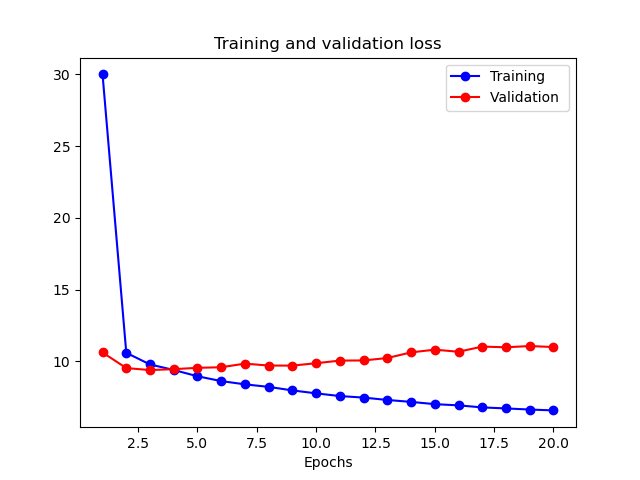 Training and validation loss
Training
Validation
30
25
20
15
10
2.5 5.0 7.5 10.0 12.5 15.0 17.5 20.0
Epochs